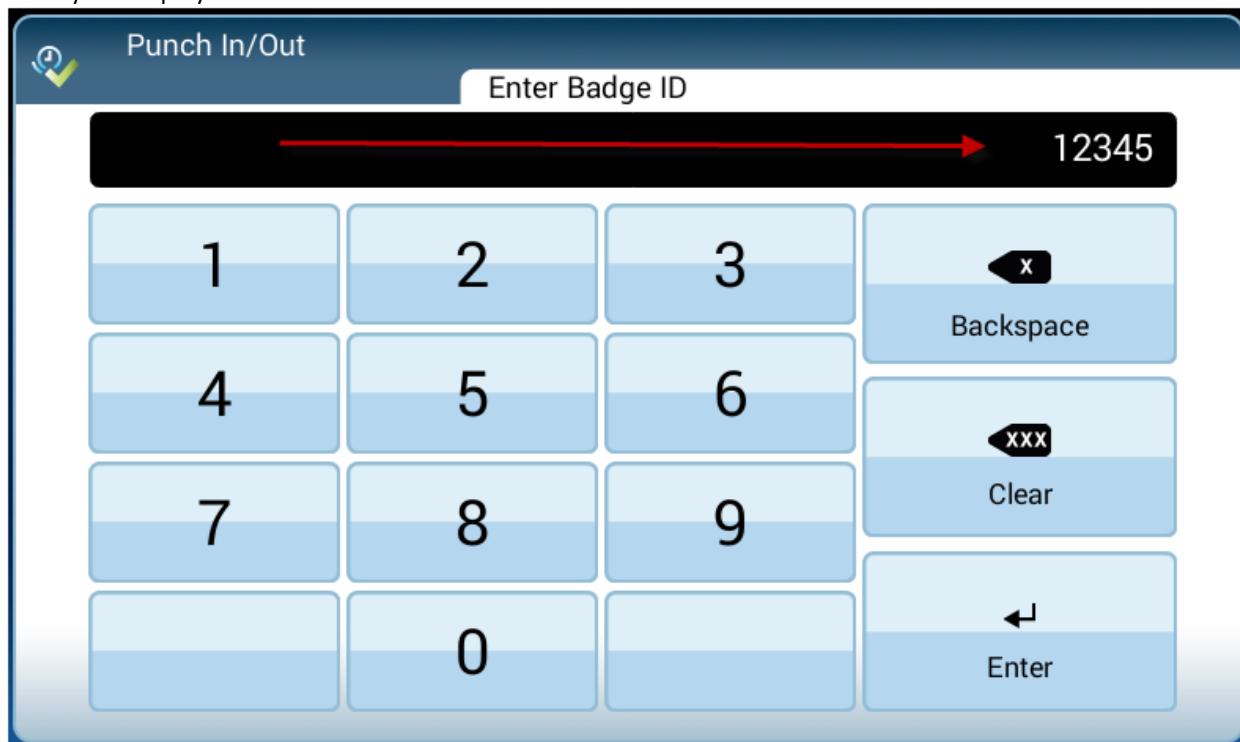 Punch In/Out
Enter Badge ID
12345
1 2 3
X
Backspace
4 5 6
XXX
Clear
7 8 9
0
Enter